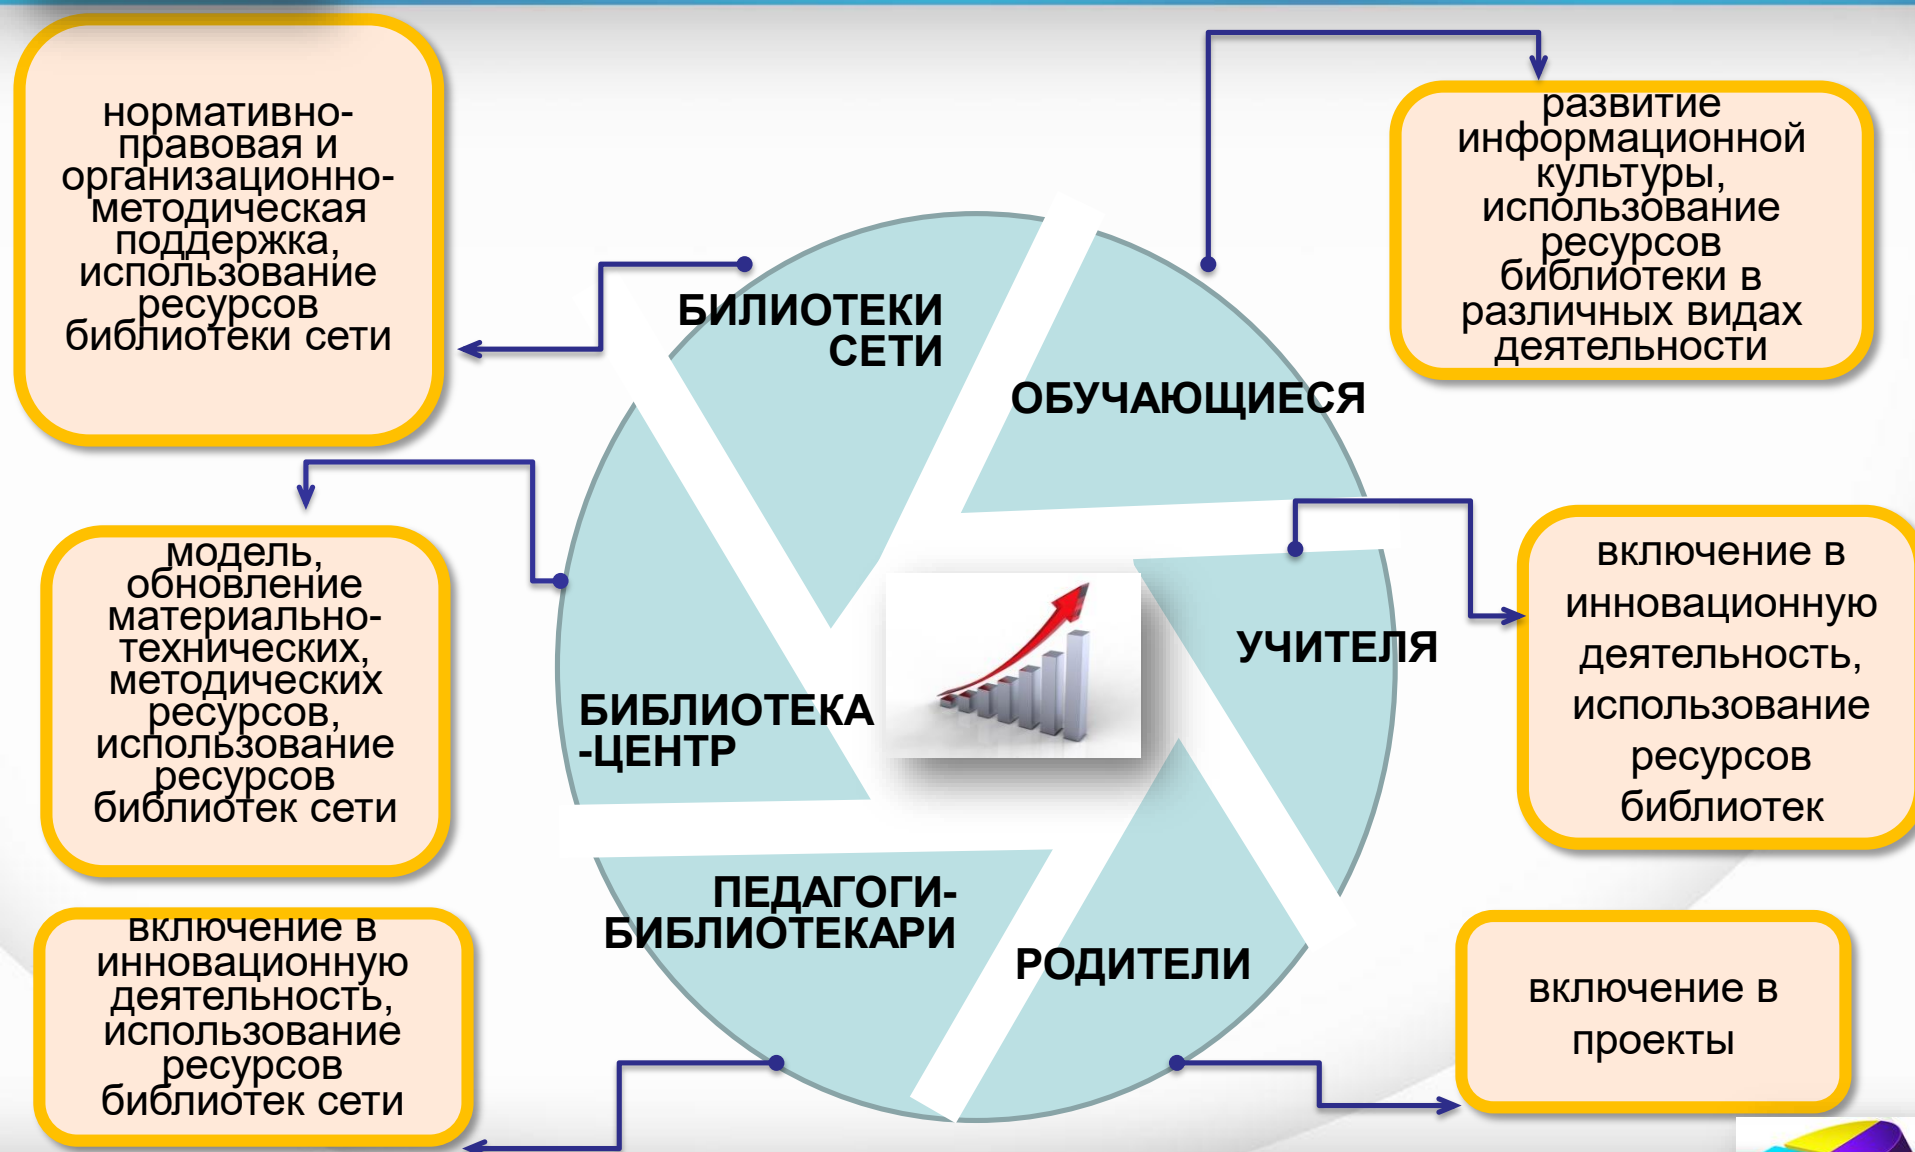 нормативно-
правовая и
организационно-
методическая
поддержка,
использование
ресурсов
библиотеки сети
развитие
информационной
культуры,
использование
ресурсов
библиотеки в
различных видах
деятельности
БИЛИОТЕКИ
СЕТИ
ОБУЧАЮЩИЕСЯ
модель,
обновление
материально-
технических,
методических
ресурсов,
использование
ресурсов
библиотек сети
БИБЛИОТЕКА
-ЦЕНТР
УЧИТЕЛЯ
включение в
инновационную
деятельность,
использование
ресурсов
библиотек
включение в
инновационную
деятельность,
использование
ресурсов
библиотек сети
ПЕДАГОГИ-
БИБЛИОТЕКАРИ
РОДИТЕЛИ
включение в
проекты